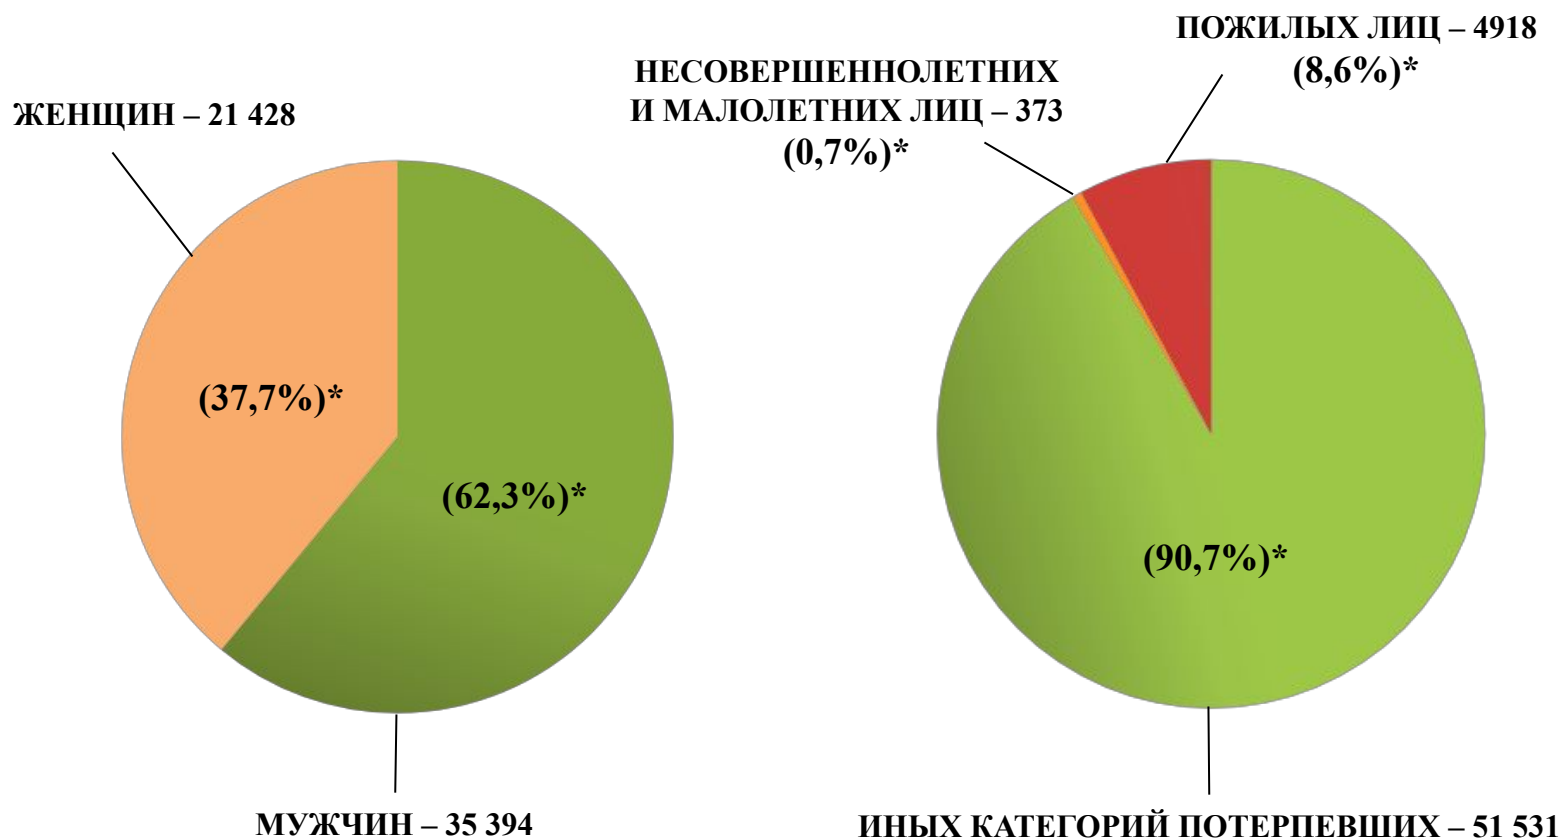 ЖЕНЩИН – 21 428
(37,7%)*
(62,3%)*
МУЖЧИН – 35 394
НЕСОВЕРШЕННОЛЕТНИХ
И МАЛОЛЕТНИХ ЛИЦ – 373
(0,7%)*
ПОЖИЛЫХ ЛИЦ – 4918
(8,6%)*
(90,7%)*
ИНЫХ КАТЕГОРИЙ ПОТЕРПЕВШИХ – 51 531